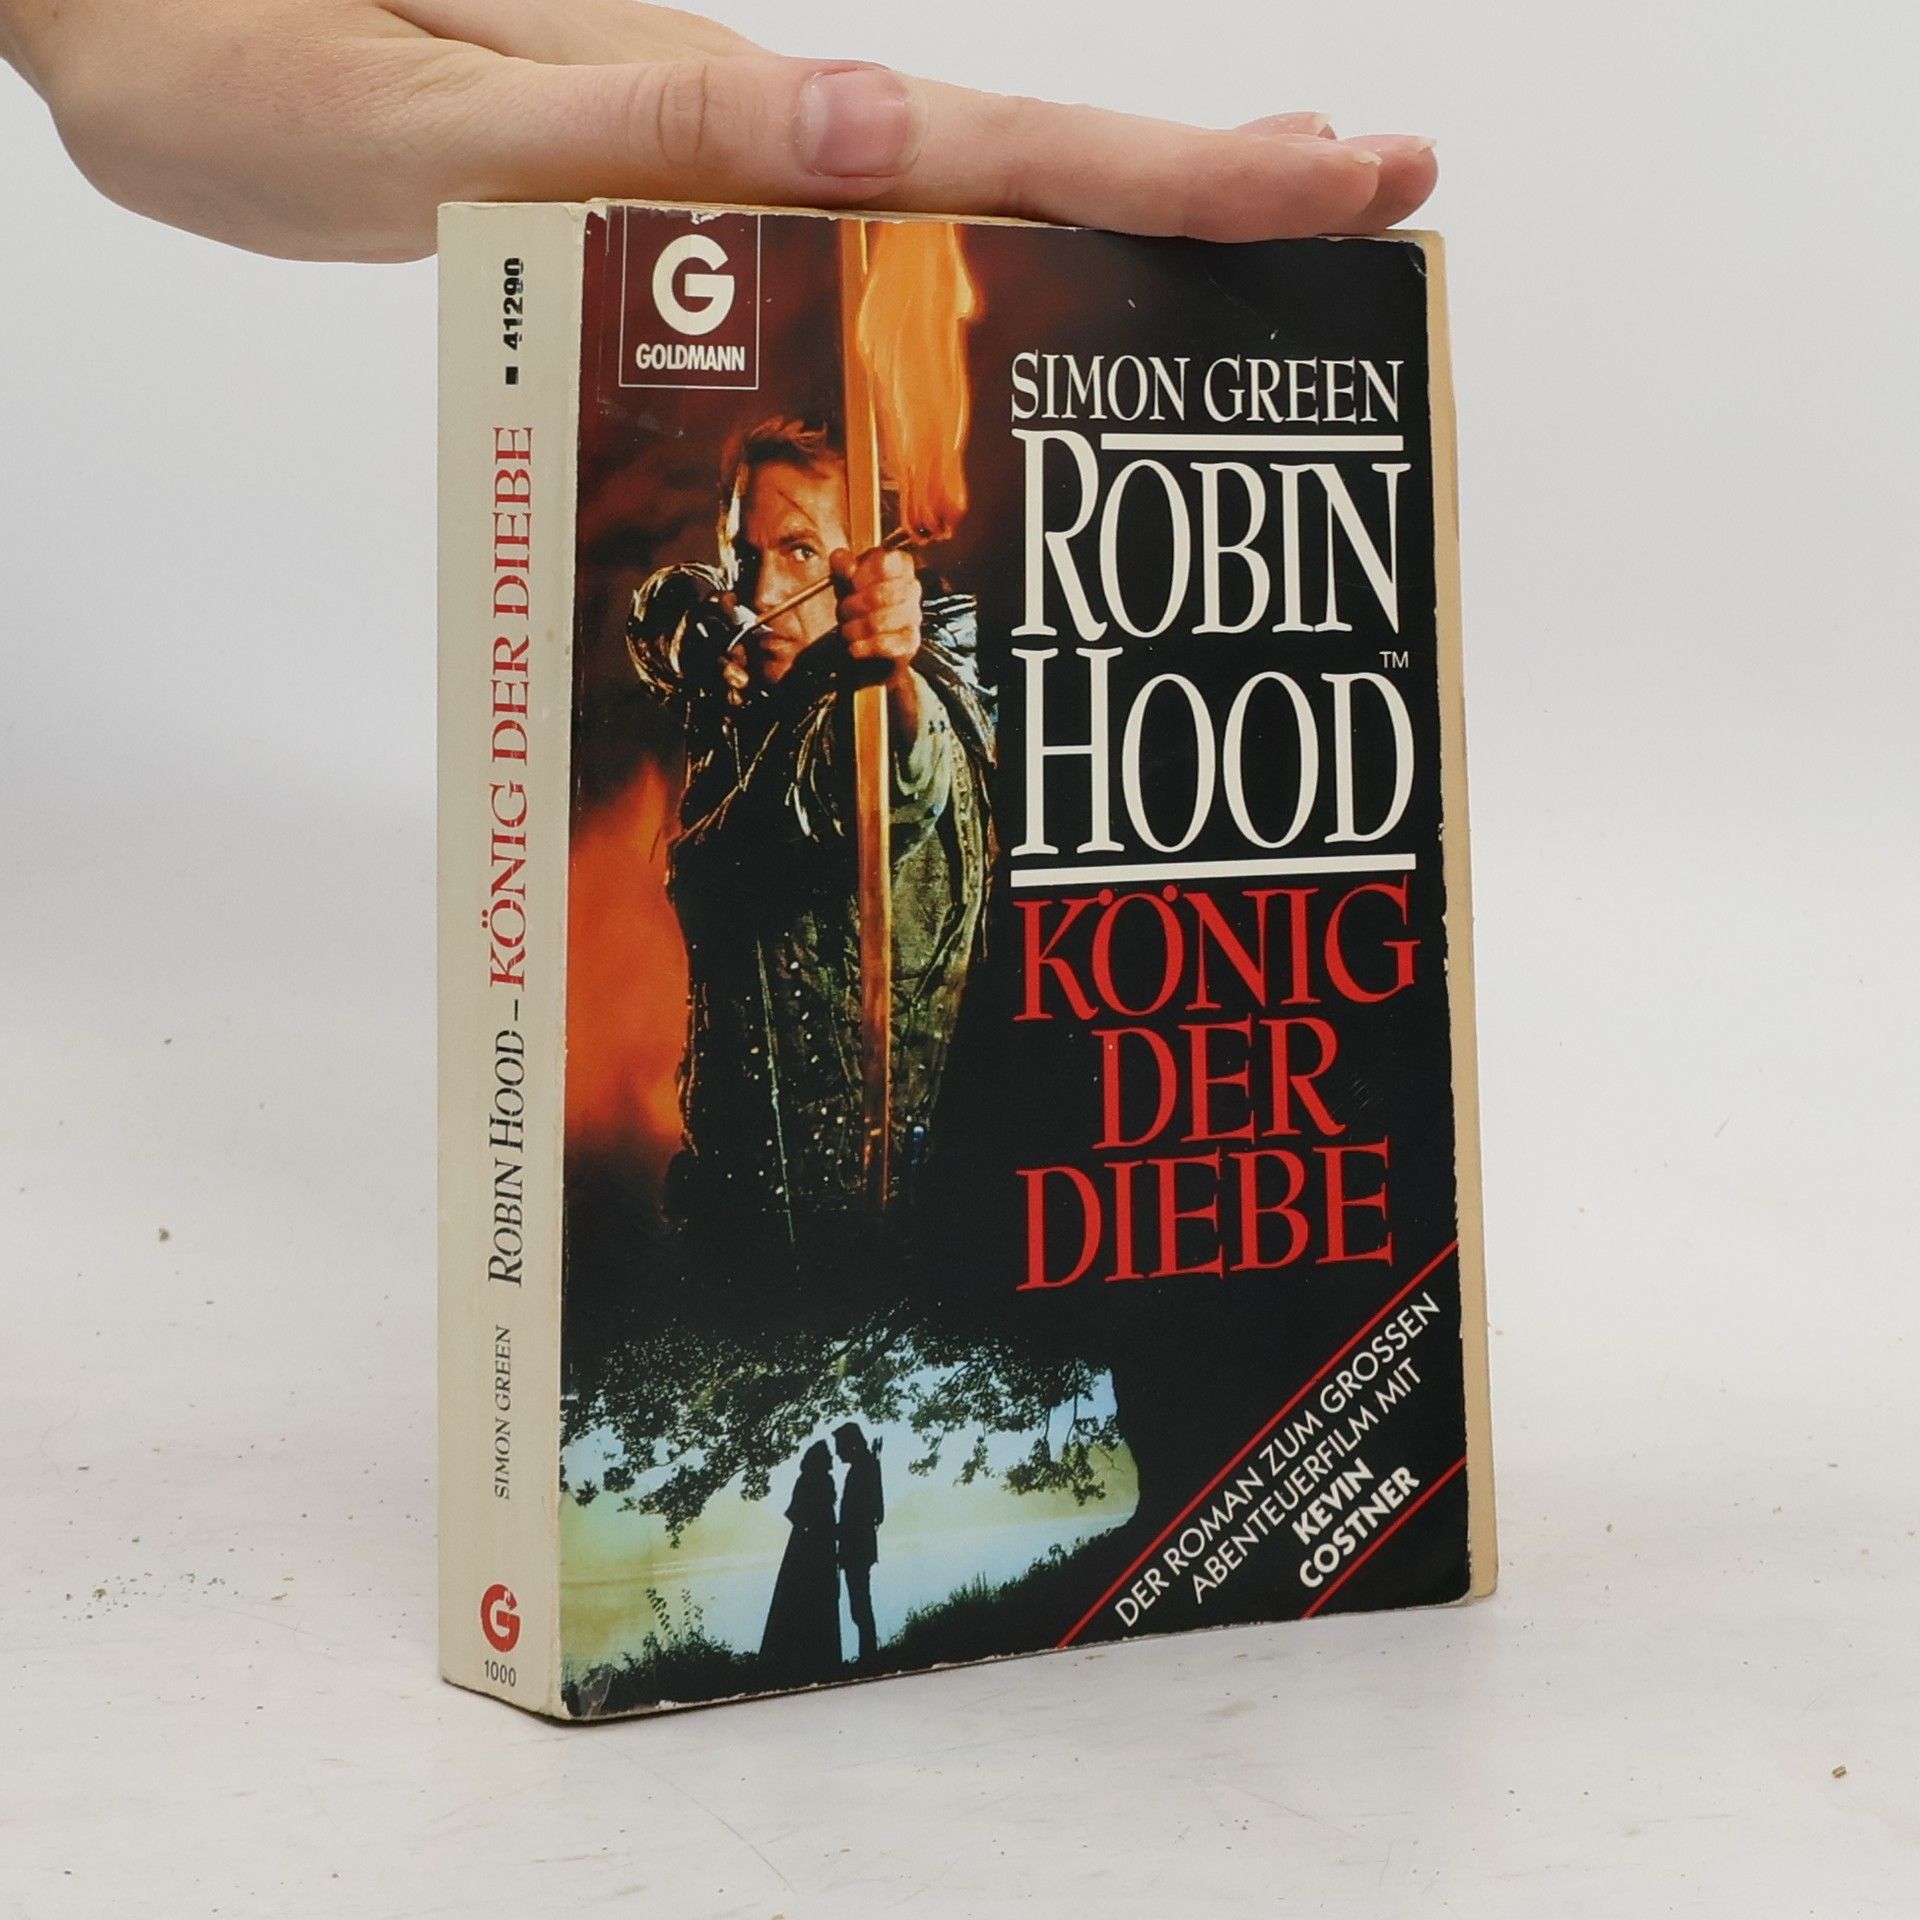 G
GOLDMANN
SIMON GREEN
ROBIN
HOOD™
KÖNIG
DER
DIEBE
DER ROMAN ZUM GROSSEN
ABENTEUERFILM MIT
KEVIN
COSTNER
SIMON GREEN ROBIN HOOD – KÖNIG DER DIEBE ■ 41290
G
1000